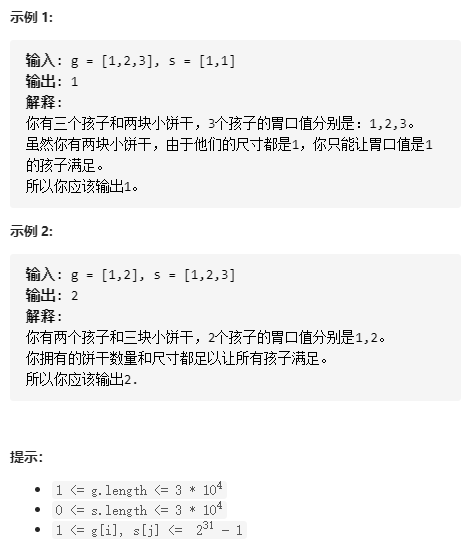 示例 1:
输入: g = [1,2,3], s = [1,1]
输出: 1
解释:
你有三个孩子和两块小饼干，3个孩子的胃口值分别是：1,2,3。
虽然你有两块小饼干，由于他们的尺寸都是1，你只能让胃口值是1
的孩子满足。
所以你应该输出1。
示例 2:
输入: g = [1,2], s = [1,2,3]
输出: 2
解释:
你有两个孩子和三块小饼干，2个孩子的胃口值分别是1,2。
你拥有的饼干数量和尺寸都足以让所有孩子满足。
所以你应该输出2.
提示：
• 1 <= g.length <= 3 * 10⁴
• 0 <= s.length <= 3 * 10⁴
• 1 <= g[i], s[j] <= 2³¹ - 1